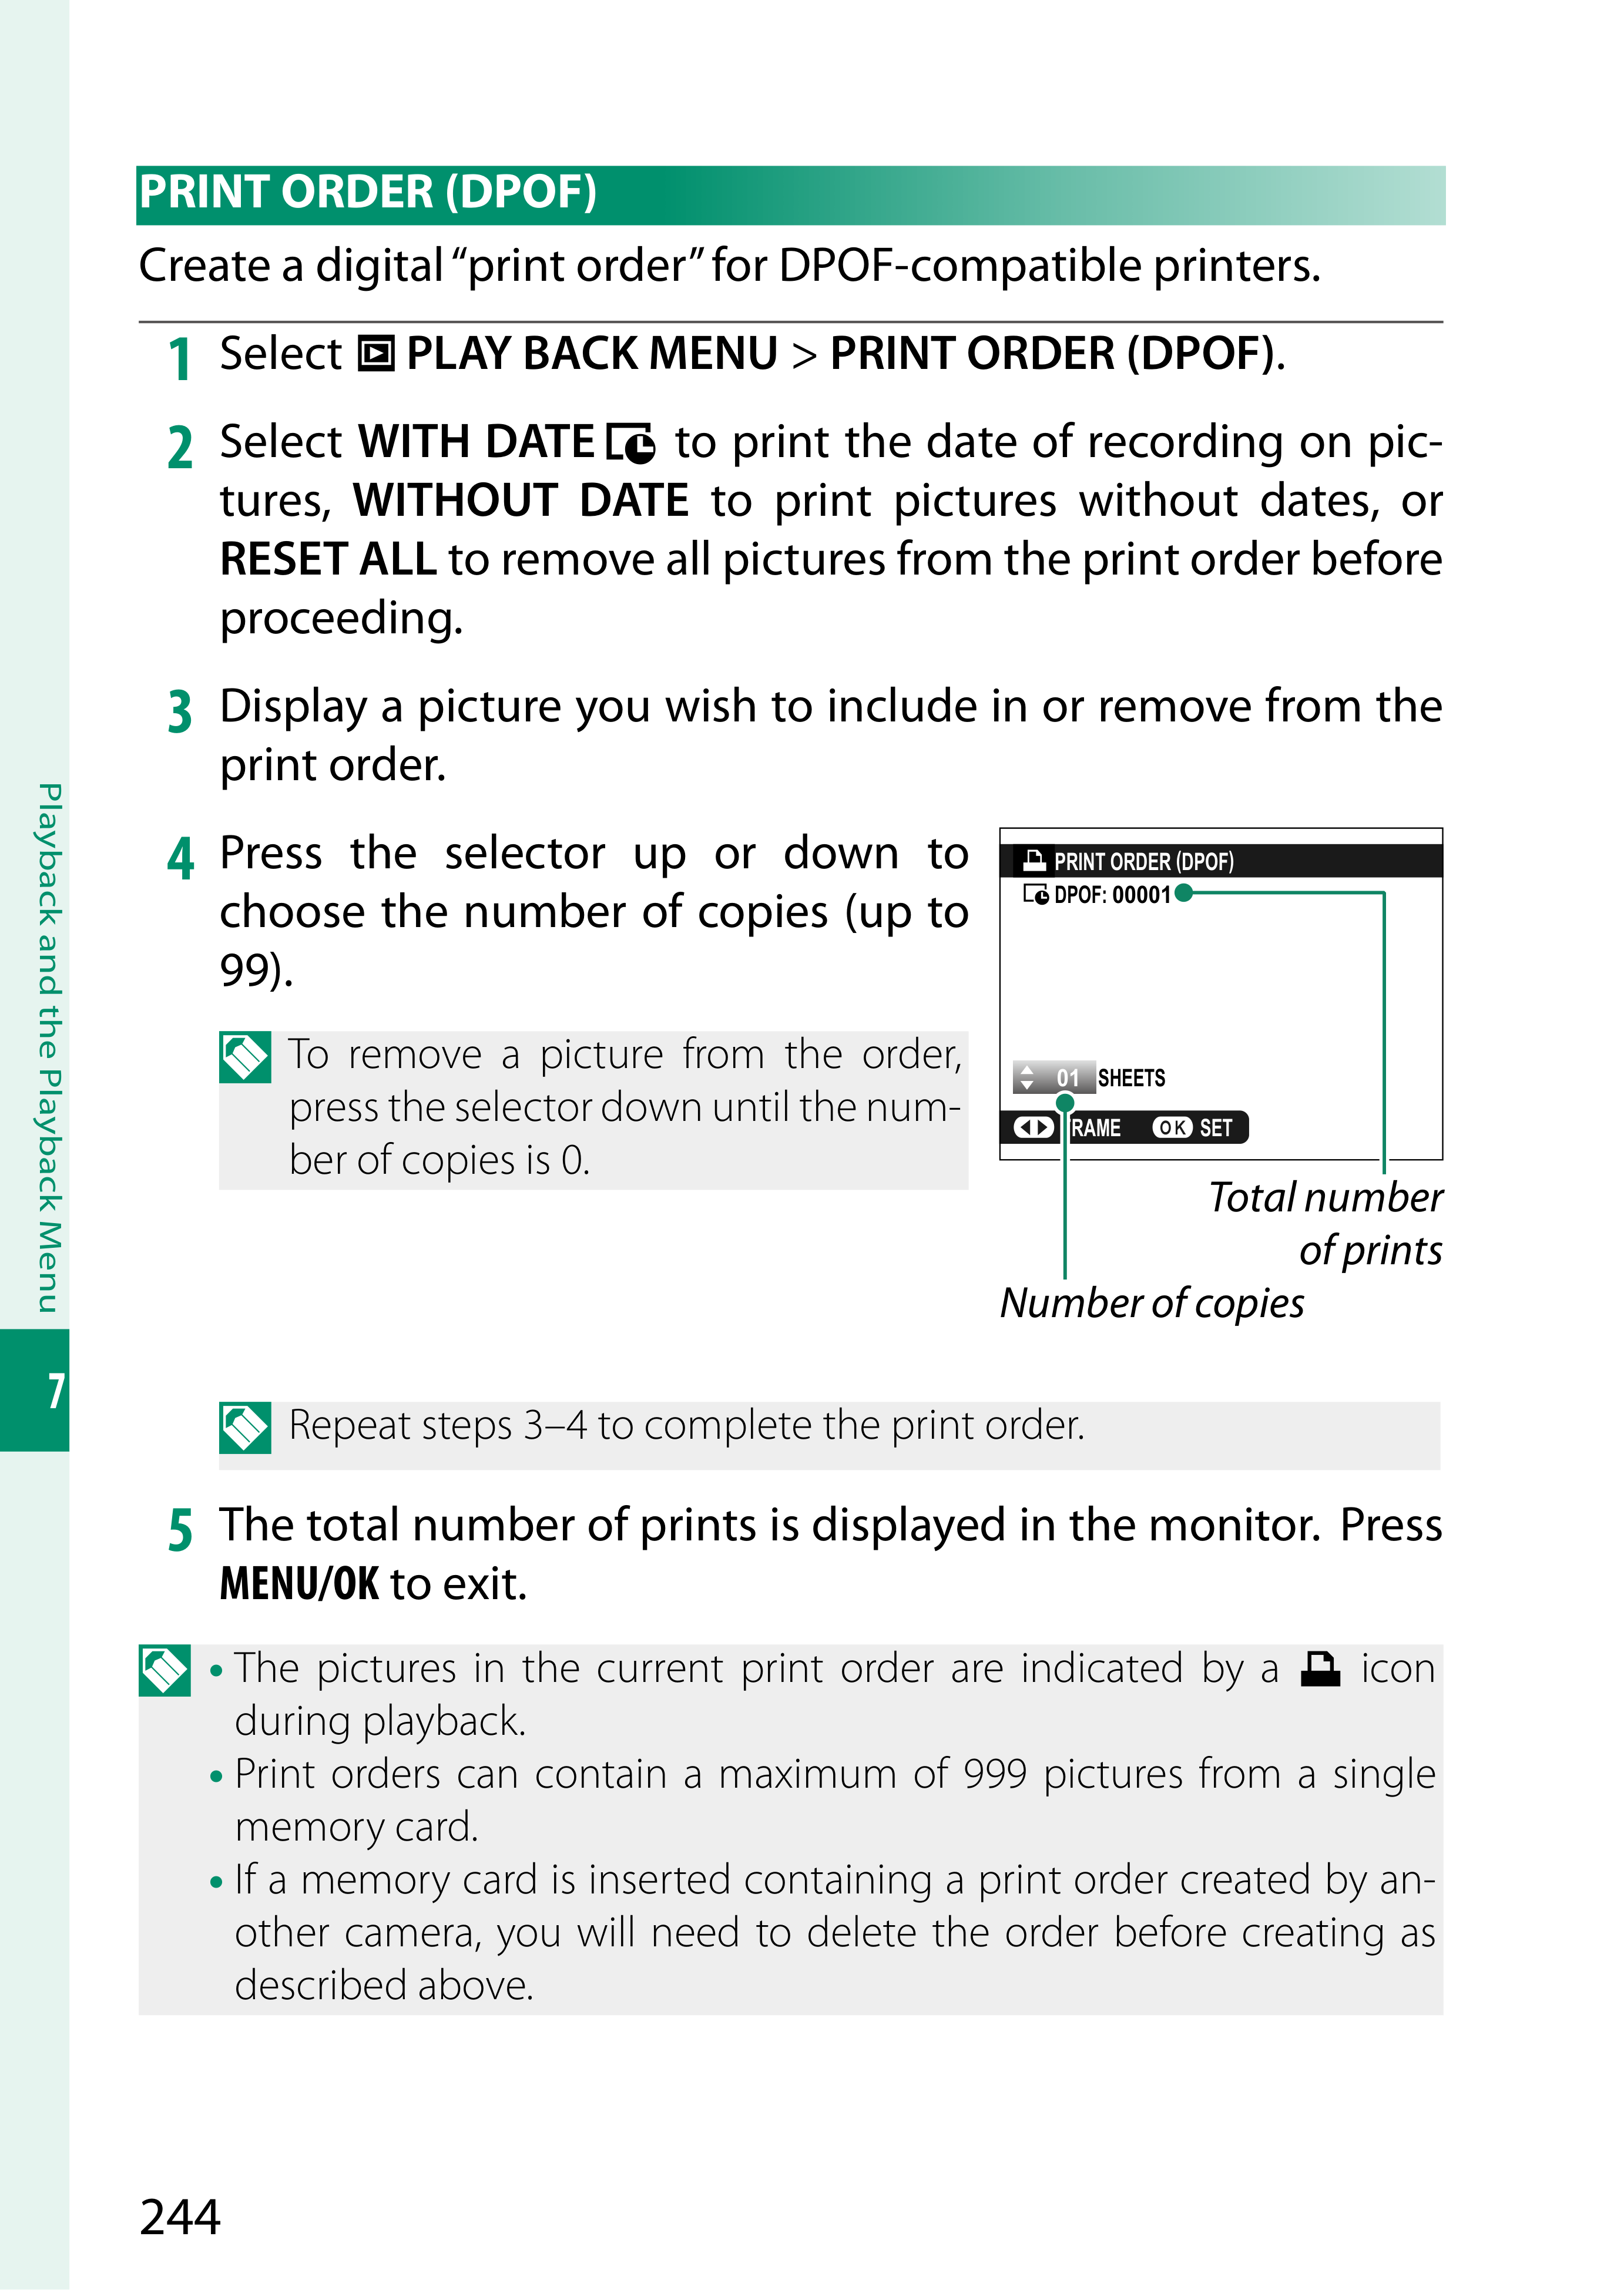 PRINT ORDER (DPOF)
Create a digital “print order” for DPOF-compatible printers.
1 Select PLAY BACK MENU > PRINT ORDER (DPOF).
2 Select WITH DATE to print the date of recording on pic-
tures, WITHOUT DATE to print pictures without dates, or
RESET ALL to remove all pictures from the print order before
proceeding.
3 Display a picture you wish to include in or remove from the
print order.
4 Press the selector up or down to
choose the number of copies (up to
99).
To remove a picture from the order,
press the selector down until the num-
ber of copies is 0.
PRINT ORDER (DPOF)
DPOF: 00001
01 SHEETS
RAME OK SET
Total number
of prints
Number of copies
Repeat steps 3–4 to complete the print order.
5 The total number of prints is displayed in the monitor. Press
MENU/OK to exit.
• The pictures in the current print order are indicated by a icon
during playback.
• Print orders can contain a maximum of 999 pictures from a single
memory card.
• If a memory card is inserted containing a print order created by an-
other camera, you will need to delete the order before creating as
described above.
Playback and the Playback Menu
7
244